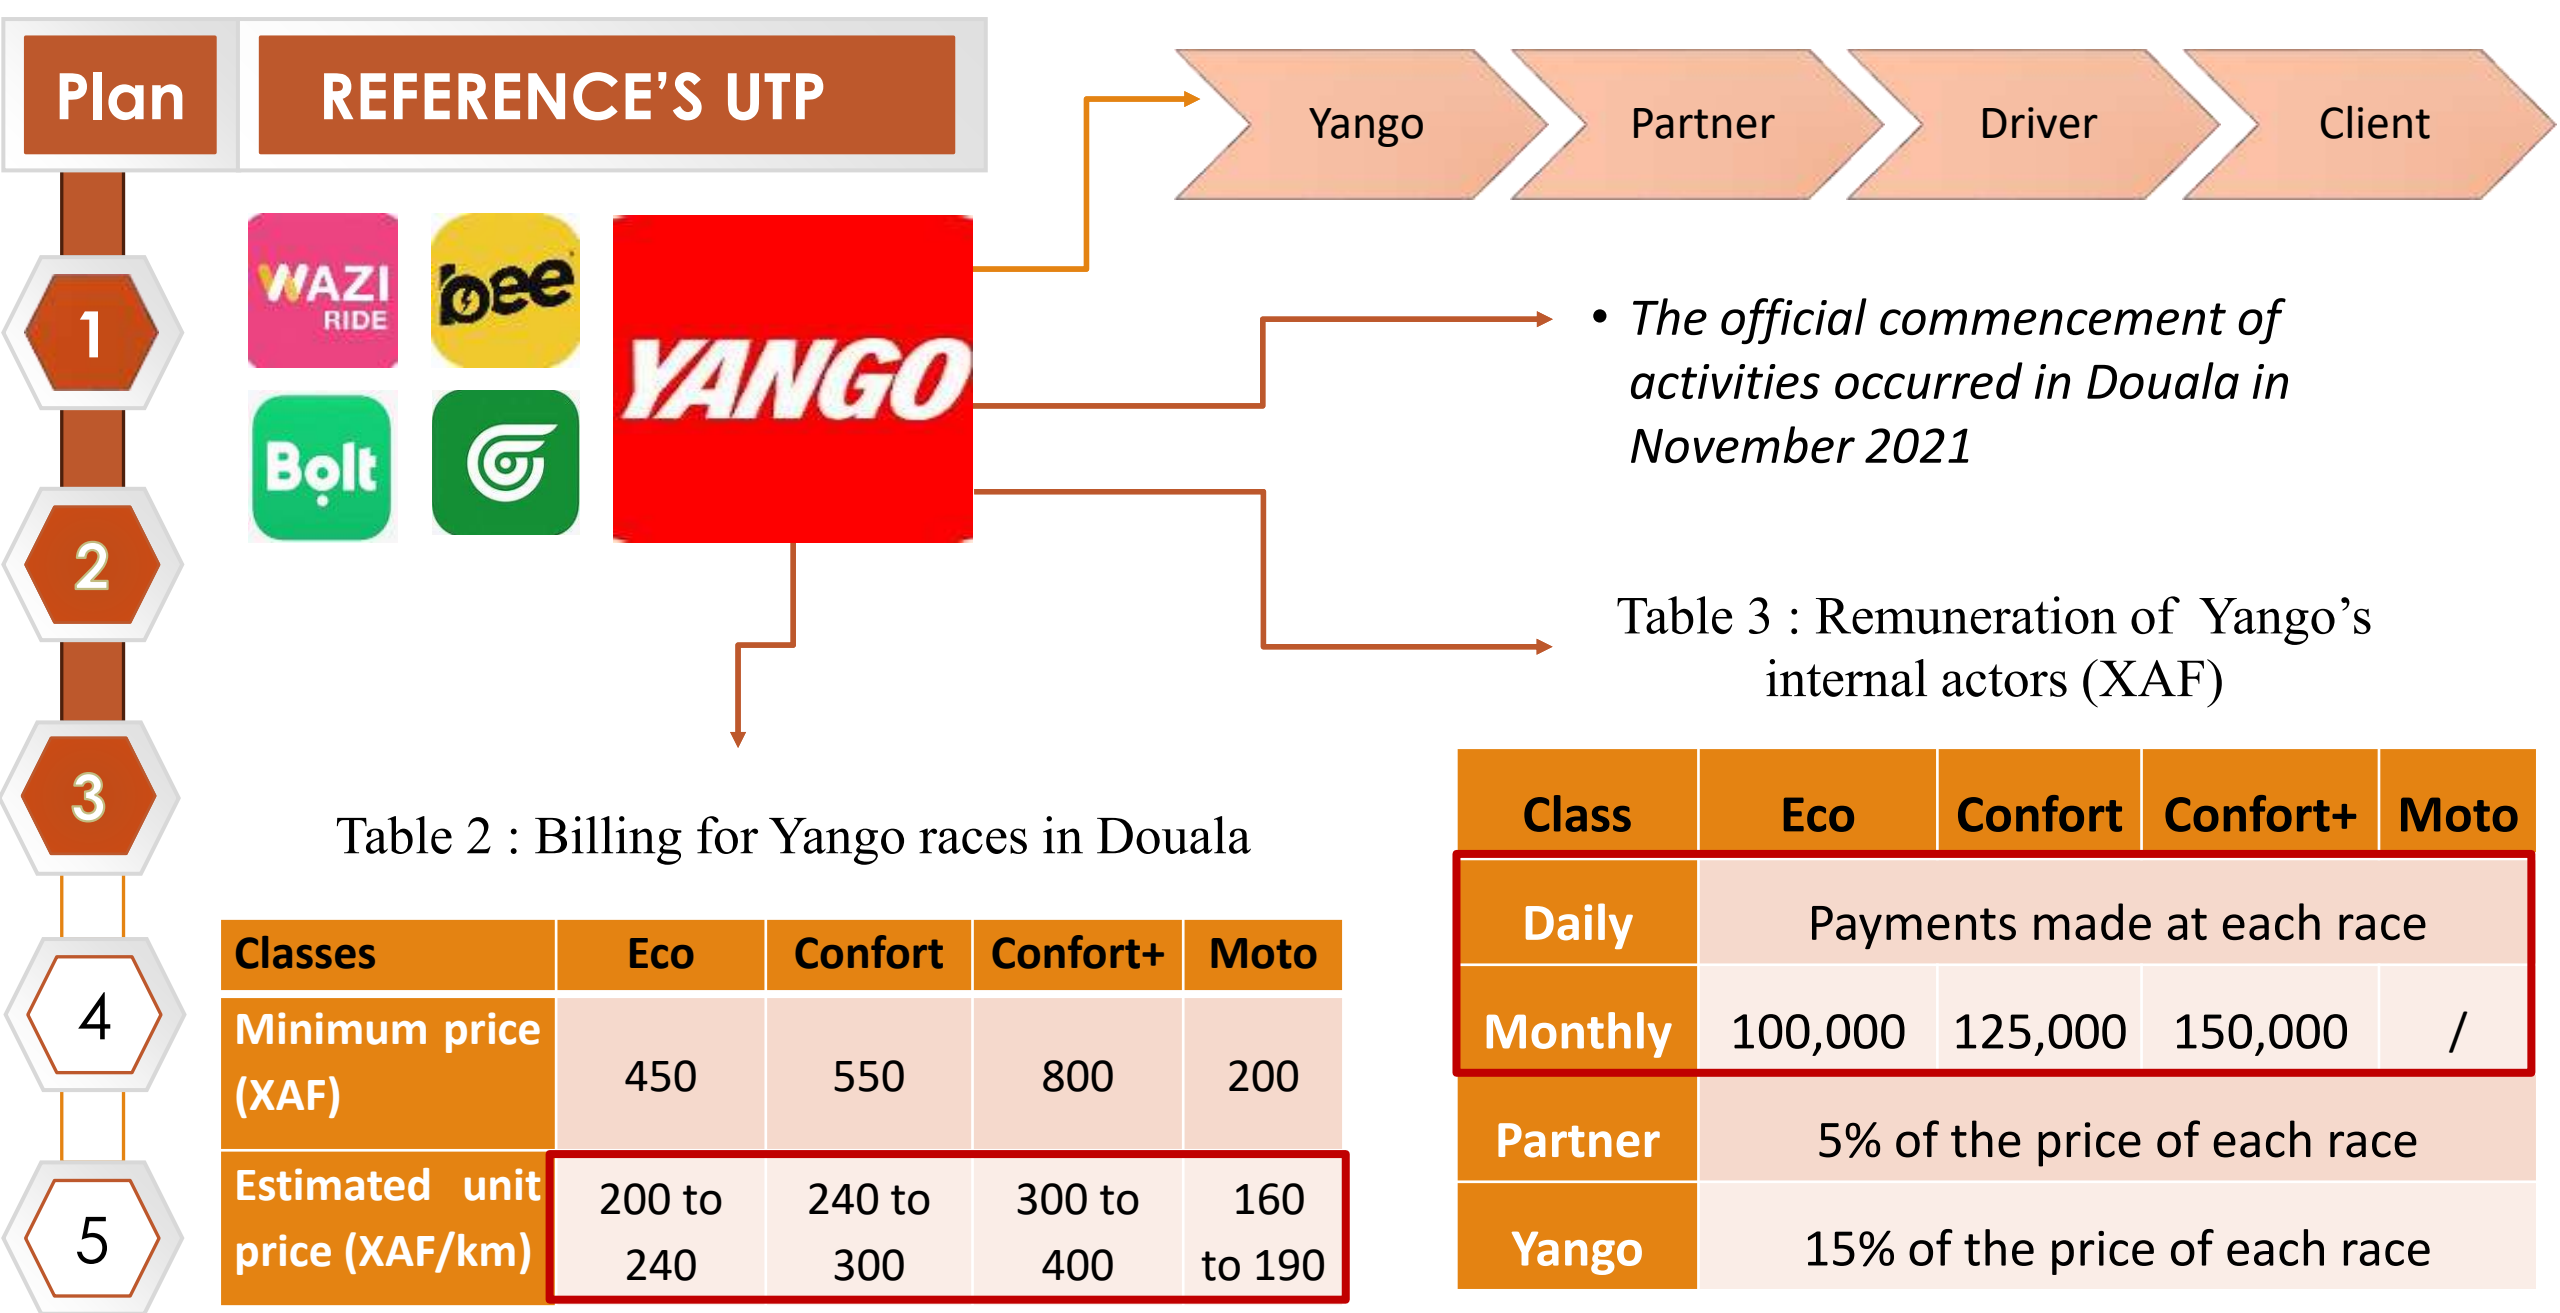 Plan
REFERENCE’S UTP
Yango
Partner
Driver
Client
WAZI
RIDE
bee
Bolt
YANGO
• The official commencement of
activities occurred in Douala in
November 2021
1
2
3
4
5
Table 2 : Billing for Yango races in Douala
Classes Eco Confort Confort+ Moto
Minimum price
(XAF)
450 550 800 200
Estimated unit
price (XAF/km)
200 to
240
240 to
300
300 to
400
160
to 190
Table 3 : Remuneration of Yango’s
internal actors (XAF)
Class Eco Confort Confort+ Moto
Daily Payments made at each race
Monthly 100,000 125,000 150,000 /
Partner 5% of the price of each race
Yango 15% of the price of each race